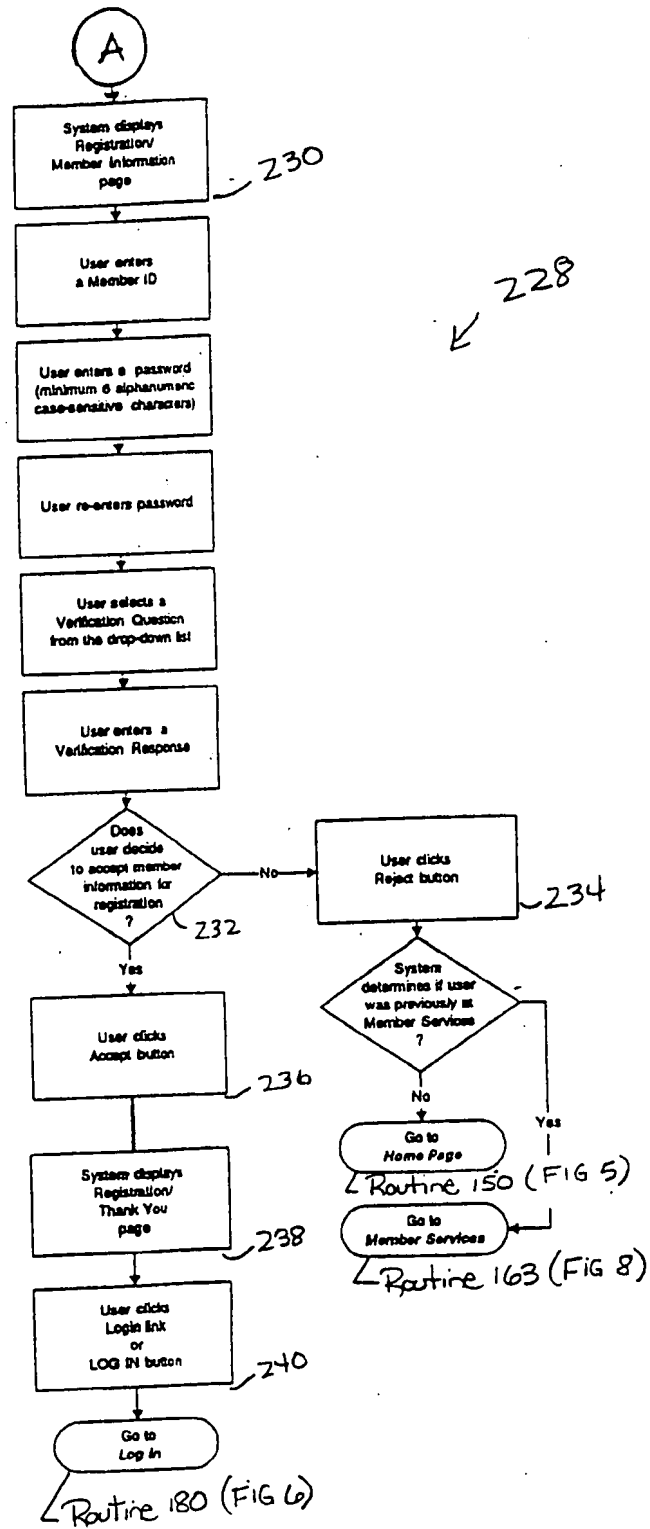 A
System displays
Registration/
Member Information
page
230
User enters
a Member ID
228
User enters a password
(minimum 6 alphanumeric
case-sensitive characters)
User re-enters password
User selects a
Verification Question
from the drop-down list
User enters a
Verification Response
Does
user decide
to accept member
information for
registration
?
232
No
User clicks
Reject button
234
Yes
System
determines if user
was previously at
Member Services
?
User clicks
Accept button
236
No
Yes
Go to
Home Page
Routine 150 (FIG 5)
System displays
Registration/
Thank You
page
238
Go to
Member Services
Routine 163 (FIG 8)
User clicks
Login link
or
LOG IN button
240
Go to
Log In
Routine 180 (FIG 6)